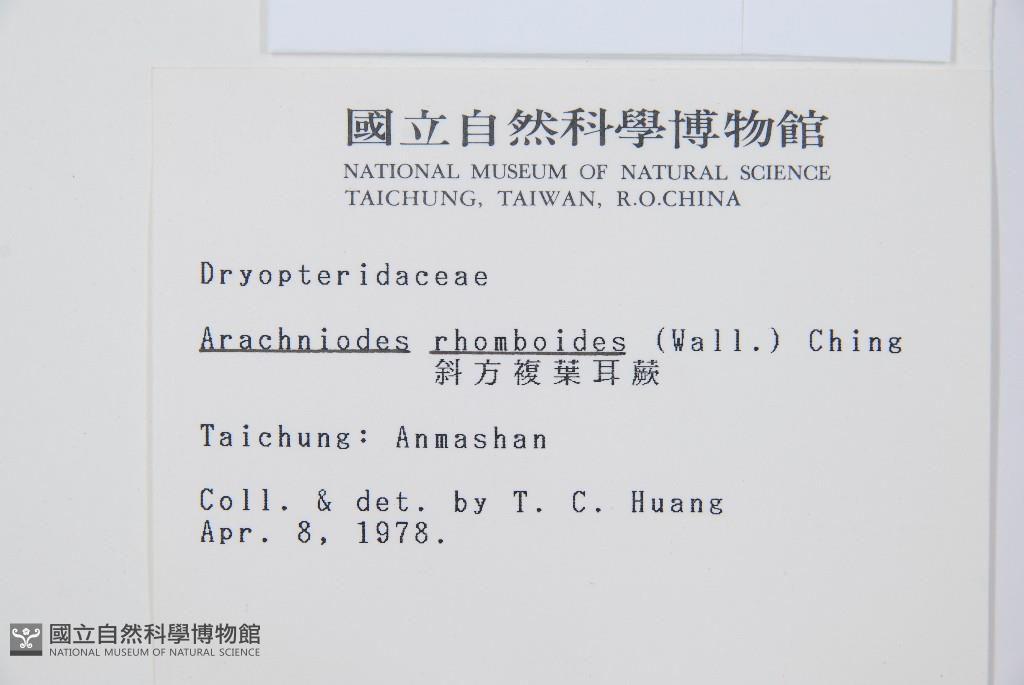 國立自然科學博物館
NATIONAL MUSEUM OF NATURAL SCIENCE
TAICHUNG, TAIWAN, R.O.CHINA
Dryopteridaceae
Arachniodes rhomboides (Wall.) Ching
斜方複葉耳蕨
Taichung: Anmashan
Coll. & det. by T. C. Huang
Apr. 8, 1978.
國立自然科學博物館
NATIONAL MUSEUM OF NATURAL SCIENCE